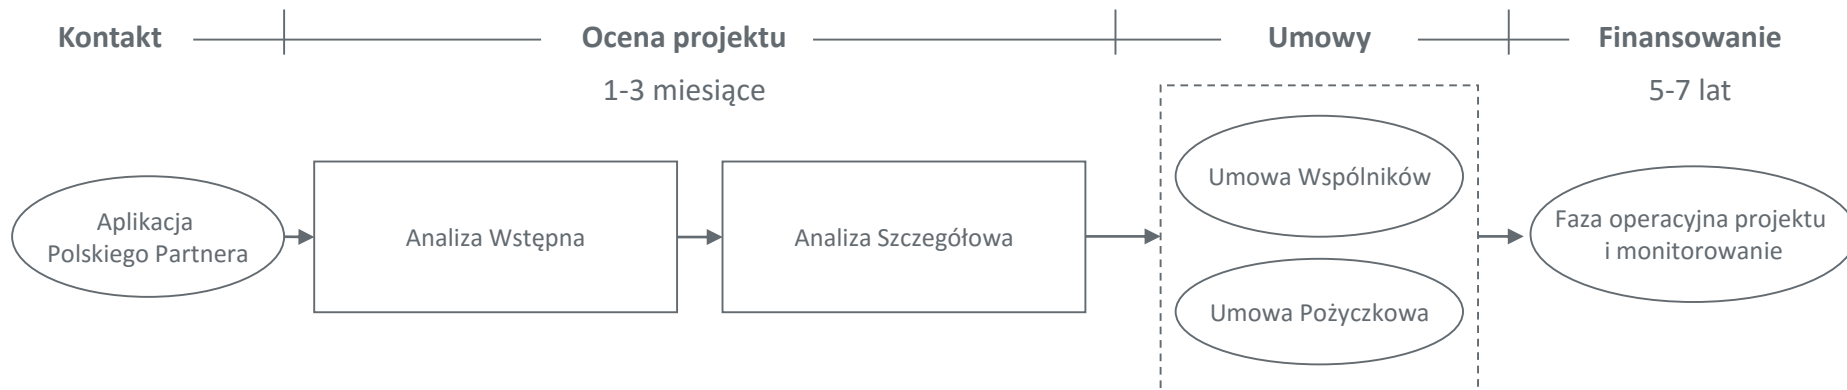 Kontakt
Ocena projektu
Umowy
Finansowanie
1-3 miesiące
5-7 lat
Aplikacja
Polskiego Partnera
Analiza Wstępna
Analiza Szczegółowa
Umowa Wspólników
Umowa Pożyczkowa
Faza operacyjna projektu
i monitorowanie